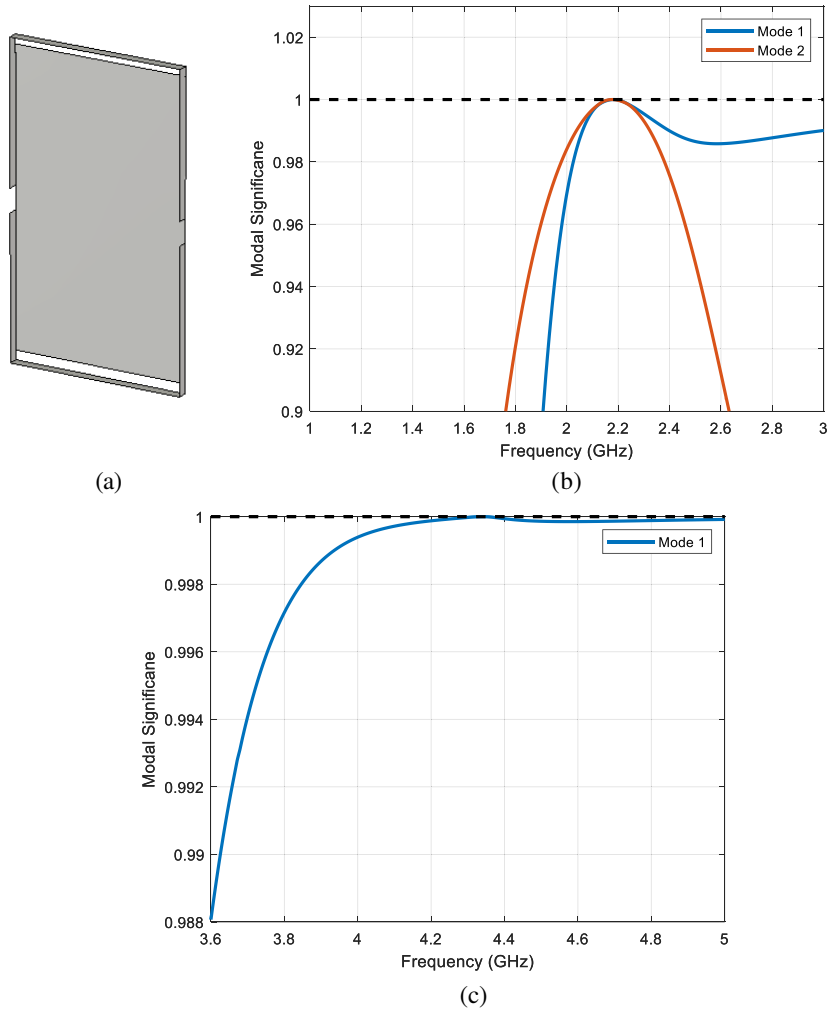 1.02
1
0.98
0.96
0.94
0.92
0.9
Modal Significane
Mode 1
Mode 2
1 1.2 1.4 1.6 1.8 2 2.2 2.4 2.6 2.8 3
Frequency (GHz)
(a)
(b)
1
0.998
0.996
0.994
0.992
0.99
0.988
Modal Significane
Mode 1
3.6 3.8 4 4.2 4.4 4.6 4.8 5
Frequency (GHz)
(c)